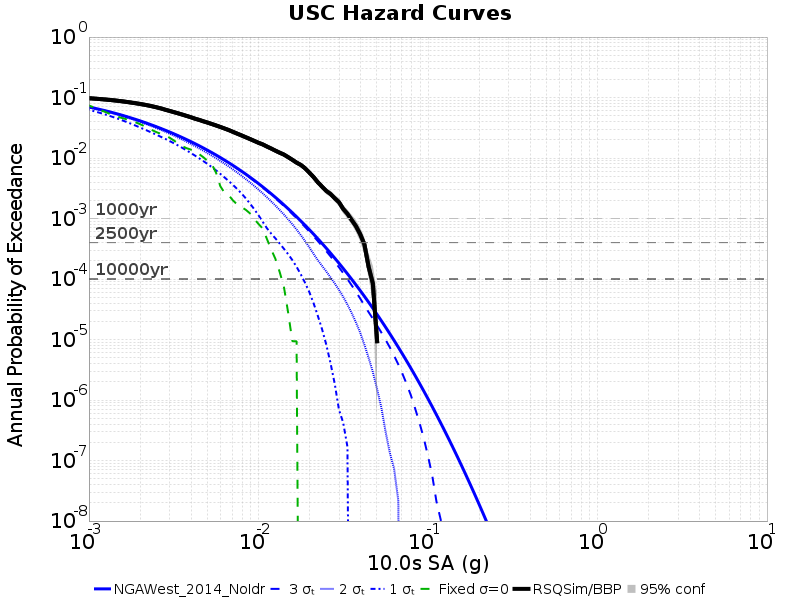 USC Hazard Curves
Annual Probability of Exceedance
10^0
10^-1
10^-2
10^-3
10^-4
10^-5
10^-6
10^-7
10^-8
1000yr
2500yr
10000yr
10^-3 10^-2 10^-1 10^0 10^1
10.0s SA (g)
NGAWest_2014_NoIdr 3 σₜ 2 σₜ 1 σₜ Fixed σ=0 RSQSim/BBP 95% conf